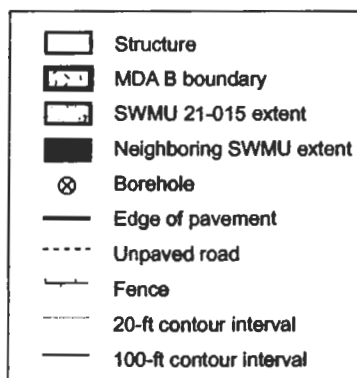 Structure
MDA B boundary
SWMU 21-015 extent
Neighboring SWMU extent
Borehole
Edge of pavement
Unpaved road
Fence
20-ft contour interval
100-ft contour interval